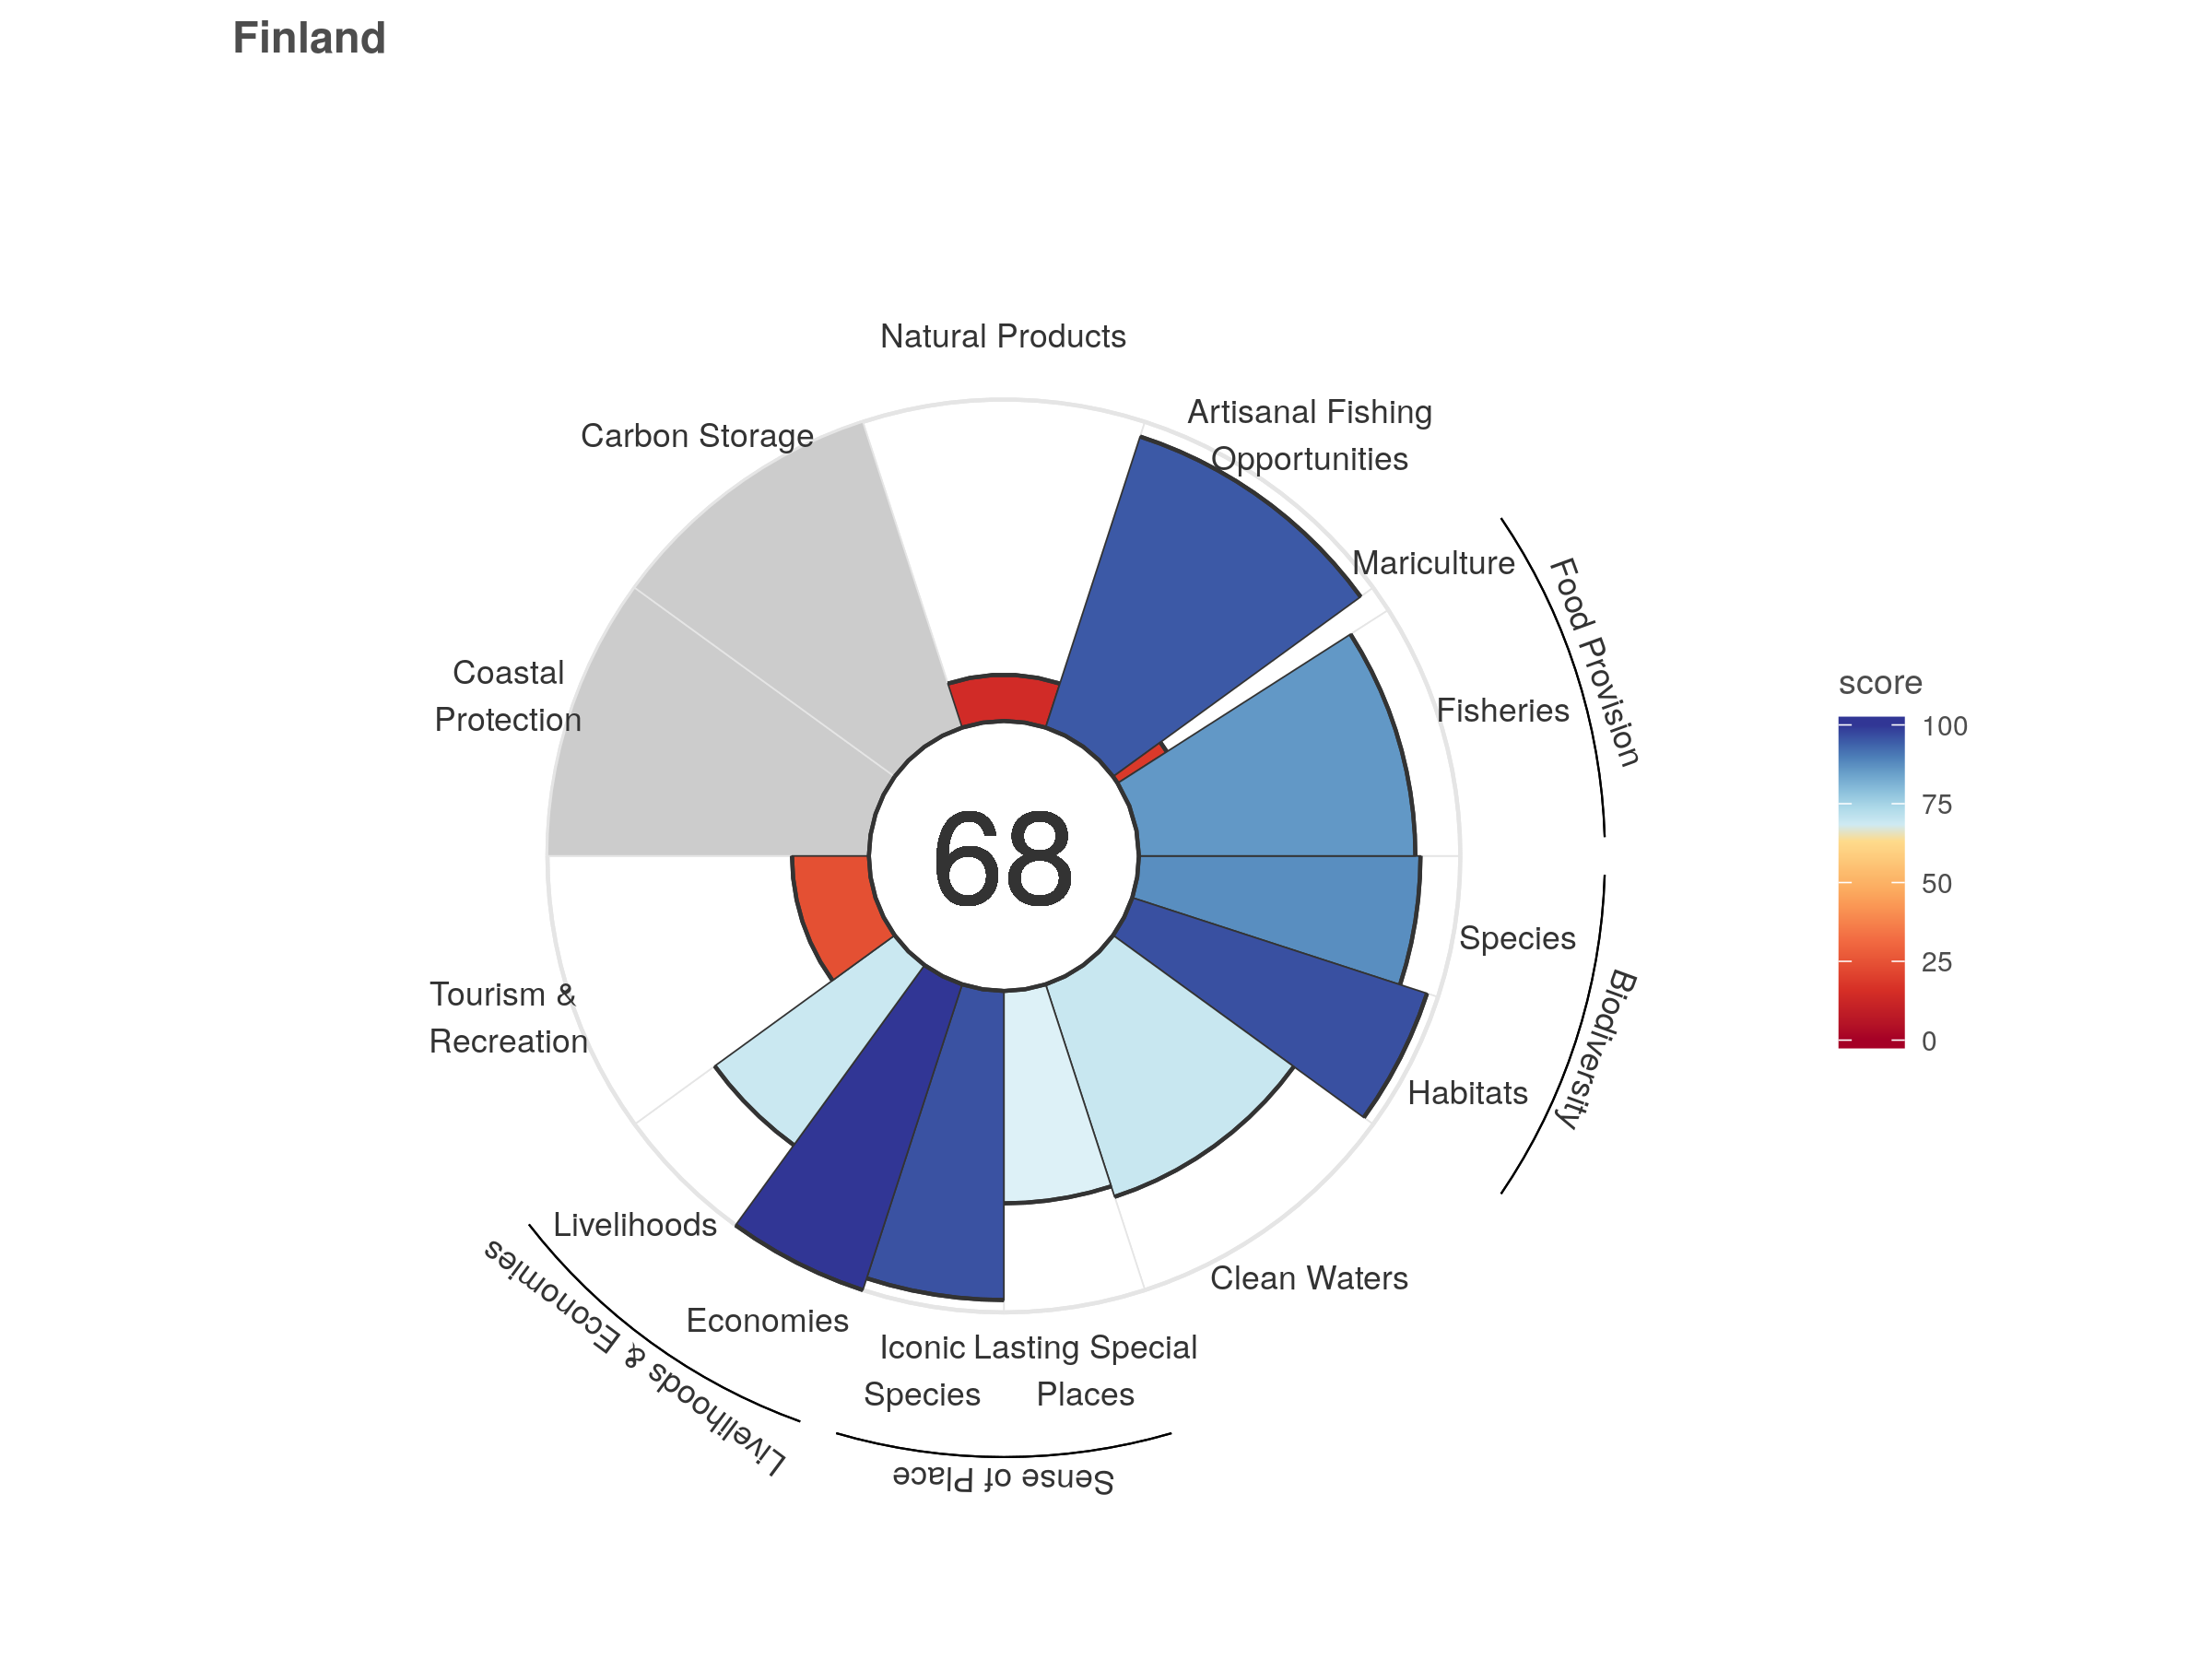 Finland
Natural Products
Artisanal Fishing
Opportunities
Carbon Storage
Mariculture
Food Provision
Coastal
Protection
Fisheries
score
100
75
50
25
0
68
Species
Biodiversity
Tourism &
Recreation
Habitats
Livelihoods
Clean Waters
Livelihoods & Economies
Economies
Iconic
Species
Lasting Special
Places
Sense of Place